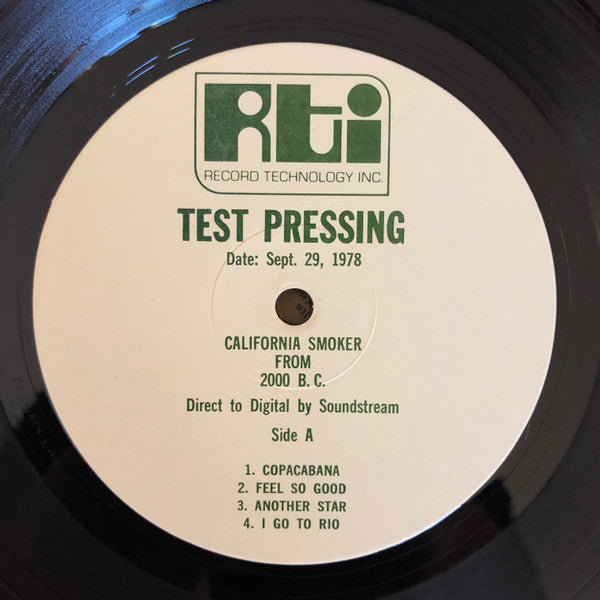 Rti
RECORD TECHNOLOGY INC.
TEST PRESSING
Date: Sept. 29, 1978
CALIFORNIA SMOKER
FROM
2000 B.C.
Direct to Digital by Soundstream
Side A
1. COPACABANA
2. FEEL SO GOOD
3. ANOTHER STAR
4. I GO TO RIO